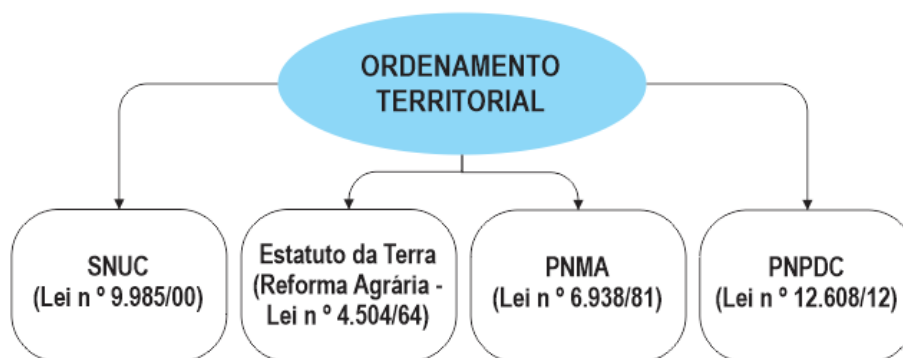 ORDENAMENTO
TERRITORIAL
SNUC
(Lei n º 9.985/00)
Estatuto da Terra
(Reforma Agrária -
Lei n º 4.504/64)
PNMA
(Lei n º 6.938/81)
PNPDC
(Lei n º 12.608/12)